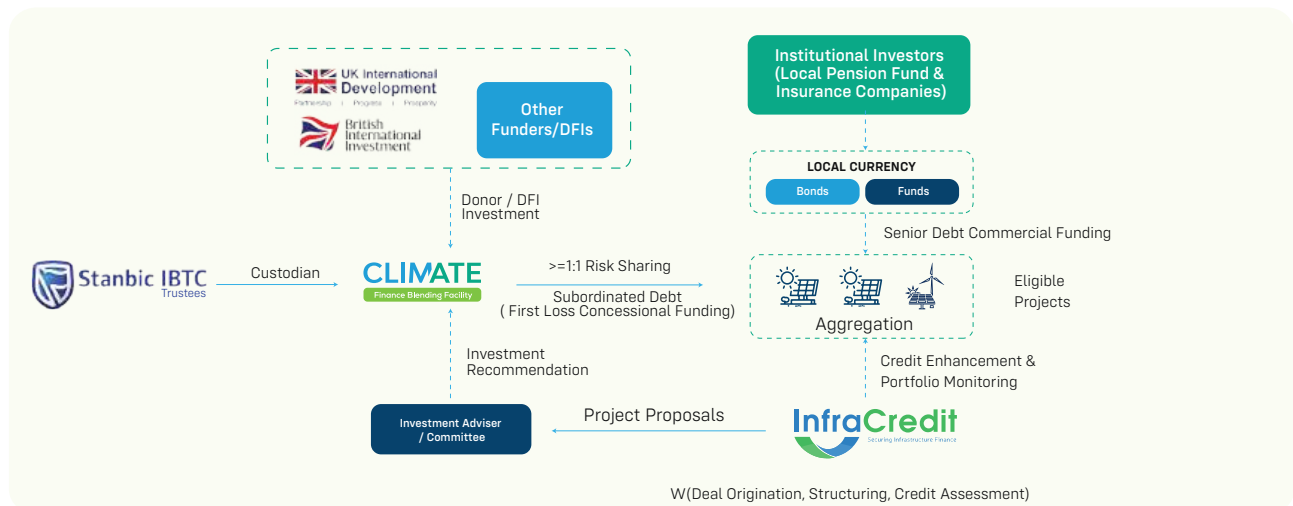 UK International
Development
Partnership | Progress | Prosperity
British
International
Investment
Other
Funders/DFIs
Institutional Investors
(Local Pension Fund &
Insurance Companies)
LOCAL CURRENCY
Bonds
Funds
Donor / DFI
Investment
Senior Debt Commercial Funding
Stanbic IBTC
Trustees
Custodian
CLIMATE
Finance Blending Facility
>=1:1 Risk Sharing
Subordinated Debt
( First Loss Concessional Funding)
Aggregation
Eligible
Projects
Investment
Recommendation
Credit Enhancement &
Portfolio Monitoring
Investment Adviser
/ Committee
Project Proposals
InfraCredit
Securing Infrastructure Finance
W(Deal Origination, Structuring, Credit Assessment)